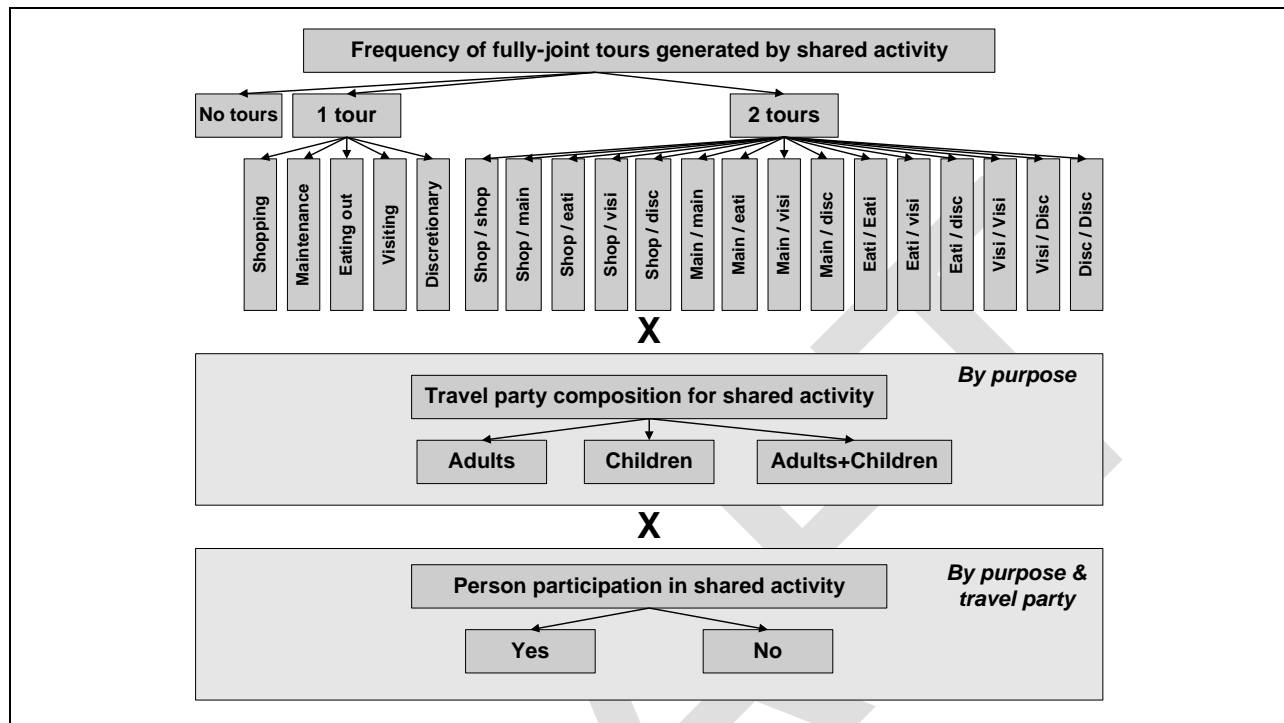 Frequency of fully-joint tours generated by shared activity
No tours
1 tour
2 tours
Shopping
Maintenance
Eating out
Visiting
Discretionary
Shop / shop
Shop / main
Shop / eati
Shop / visi
Shop / disc
Main / main
Main / eati
Main / visi
Main / disc
Eati / Eati
Eati / visi
Eati / disc
Visi / Visi
Visi / Disc
Disc / Disc
X
By purpose
Travel party composition for shared activity
Adults
Children
Adults+Children
X
By purpose &
travel party
Person participation in shared activity
Yes
No